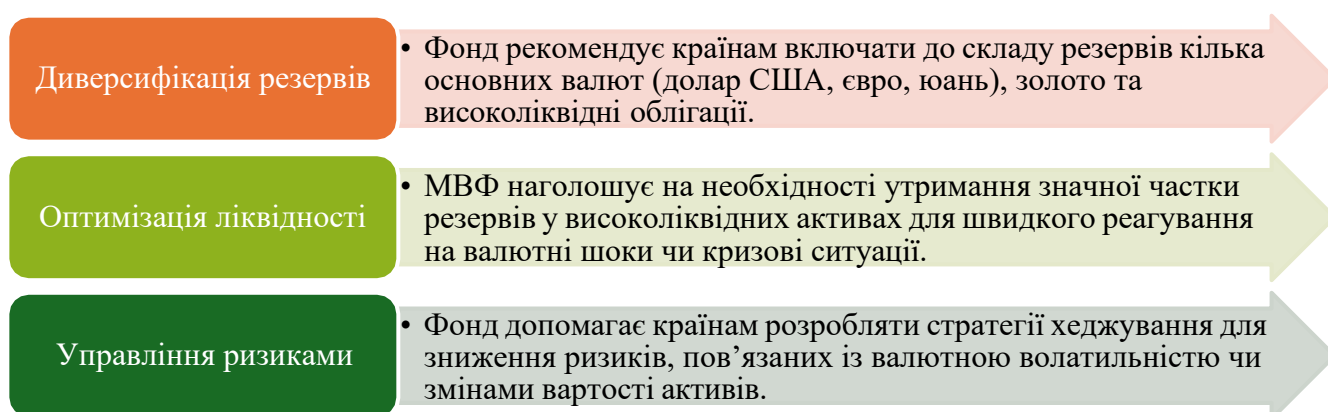 Диверсифікація резервів
• Фонд рекомендує країнам включати до складу резервів кілька
основних валют (долар США, євро, юань), золото та
високоліквідні облігації.
Оптимізація ліквідності
• МВФ наголошує на необхідності утримання значної частки
резервів у високоліквідних активах для швидкого реагування
на валютні шоки чи кризові ситуації.
Управління ризиками
• Фонд допомагає країнам розробляти стратегії хеджування для
зниження ризиків, пов’язаних із валютною волатильністю чи
змінами вартості активів.